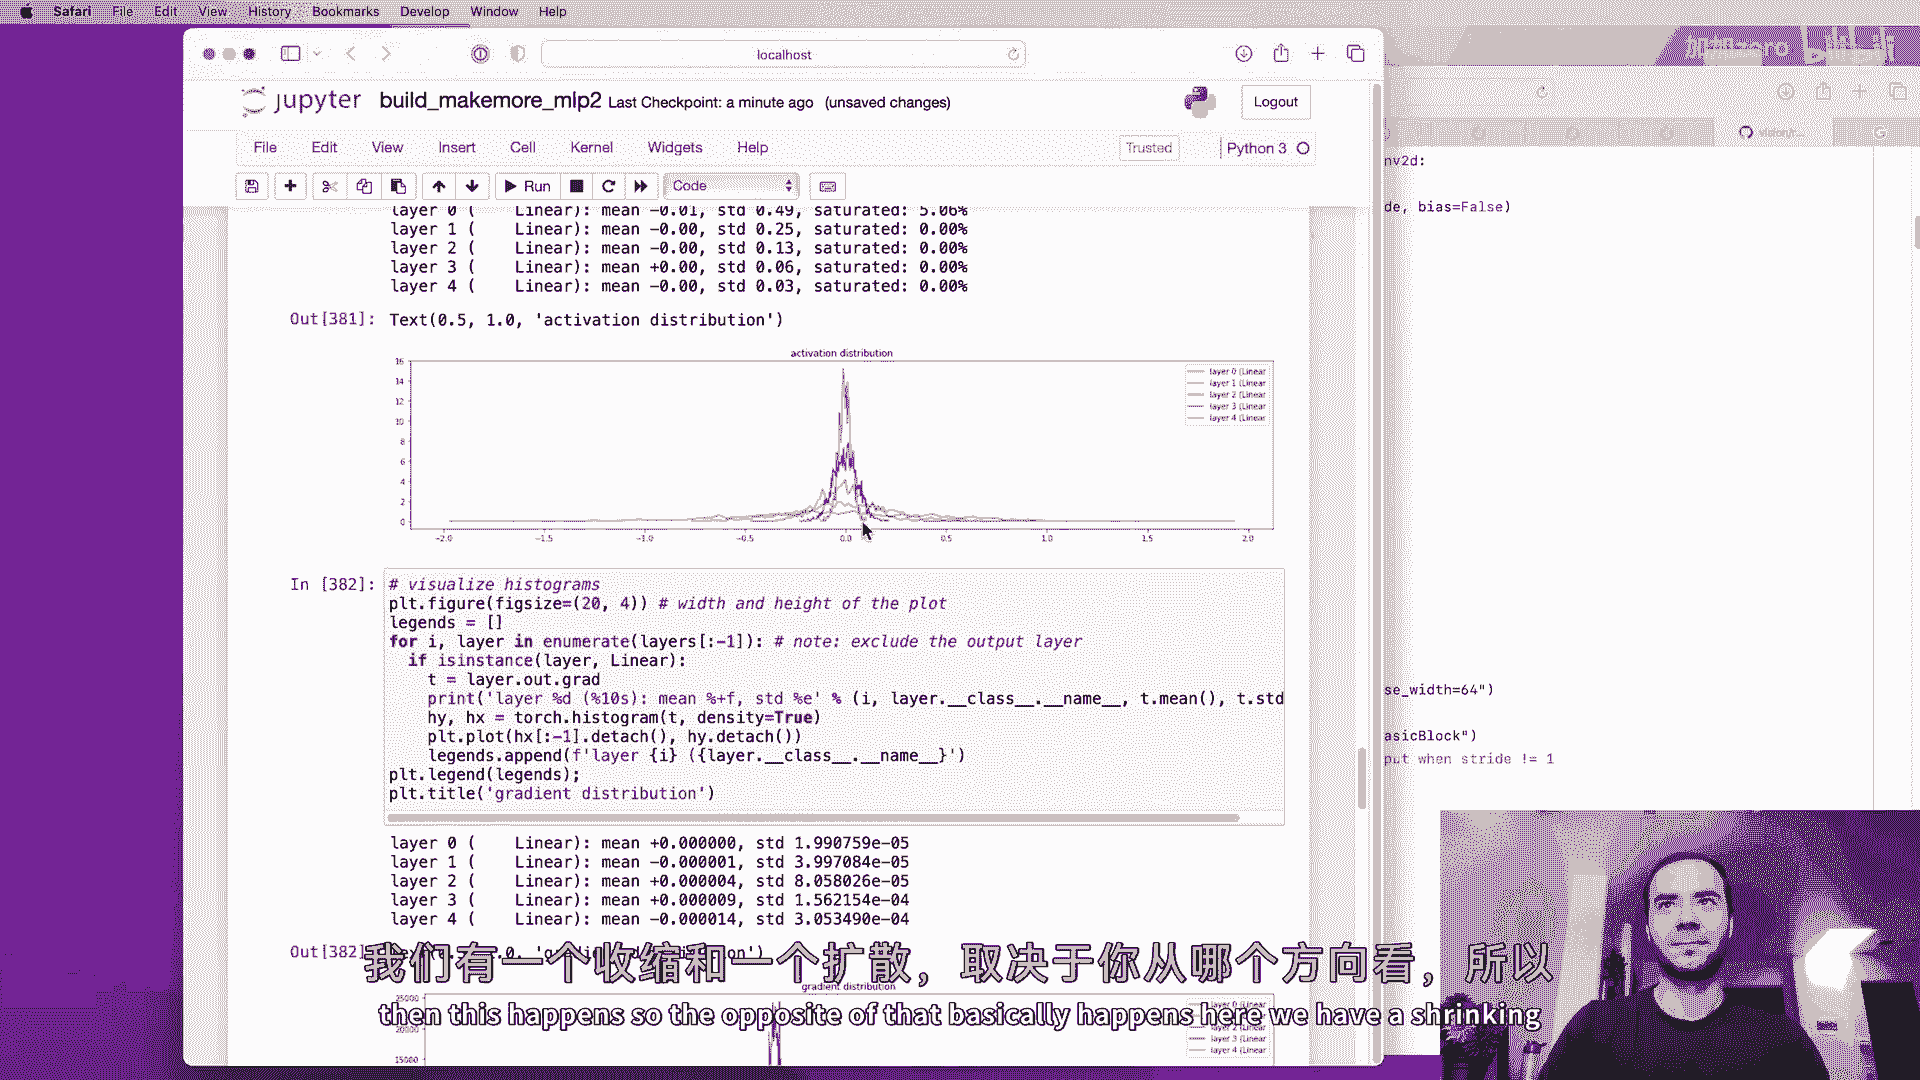 Safari File Edit View History Bookmarks Develop Window Help
localhost
jupyter build_makemore_mlp2 Last Checkpoint: a minute ago (unsaved changes)
Logout
File Edit View Insert Cell Kernel Widgets Help
Trusted
Python 3
Run
Code
layer 0 ( Linear): mean -0.01, std 0.49, saturated: 5.06%
layer 1 ( Linear): mean -0.00, std 0.25, saturated: 0.00%
layer 2 ( Linear): mean -0.00, std 0.13, saturated: 0.00%
layer 3 ( Linear): mean +0.00, std 0.06, saturated: 0.00%
layer 4 ( Linear): mean -0.00, std 0.03, saturated: 0.00%
Out[381]: Text(0.5, 1.0, 'activation distribution')
activation distribution
16
14
12
10
8
6
4
2
0
-2.0 -1.5 -1.0 -0.5 0.0 0.5 1.0 1.5 2.0
layer 0 (Linear
layer 1 (Linear
layer 2 (Linear
layer 3 (Linear
layer 4 (Linear
In [382]: # visualize histograms
plt.figure(figsize=(20, 4)) # width and height of the plot
legends = []
for i, layer in enumerate(layers[:-1]): # note: exclude the output layer
if isinstance(layer, Linear):
t = layer.out.grad
print('layer %d (%10s): mean %+f, std %e' % (i, layer.__class__.__name__, t.mean(), t.std
hy, hx = torch.histogram(t, density=True)
plt.plot(hx[:-1].detach(), hy.detach())
legends.append(f'layer {i} ({layer.__class__.__name__}')
plt.legend(legends);
plt.title('gradient distribution')
layer 0 ( Linear): mean +0.000000, std 1.990759e-05
layer 1 ( Linear): mean -0.000001, std 3.997084e-05
layer 2 ( Linear): mean +0.000004, std 8.058026e-05
layer 3 ( Linear): mean +0.000009, std 1.562154e-04
layer 4 ( Linear): mean -0.000014, std 3.053490e-04
Out[382]
gradient distribution
25000
20000
15000
layer 3 (Linear
layer 4 (Linear
我们有一个收缩和一个扩散，取决于你从哪个方向看，所以
then this happens so the opposite of that basically happens here we have a shrinking
nv2d:
de, bias=False)
se_width=64")
asicBlock")
put when stride != 1
vision/r...